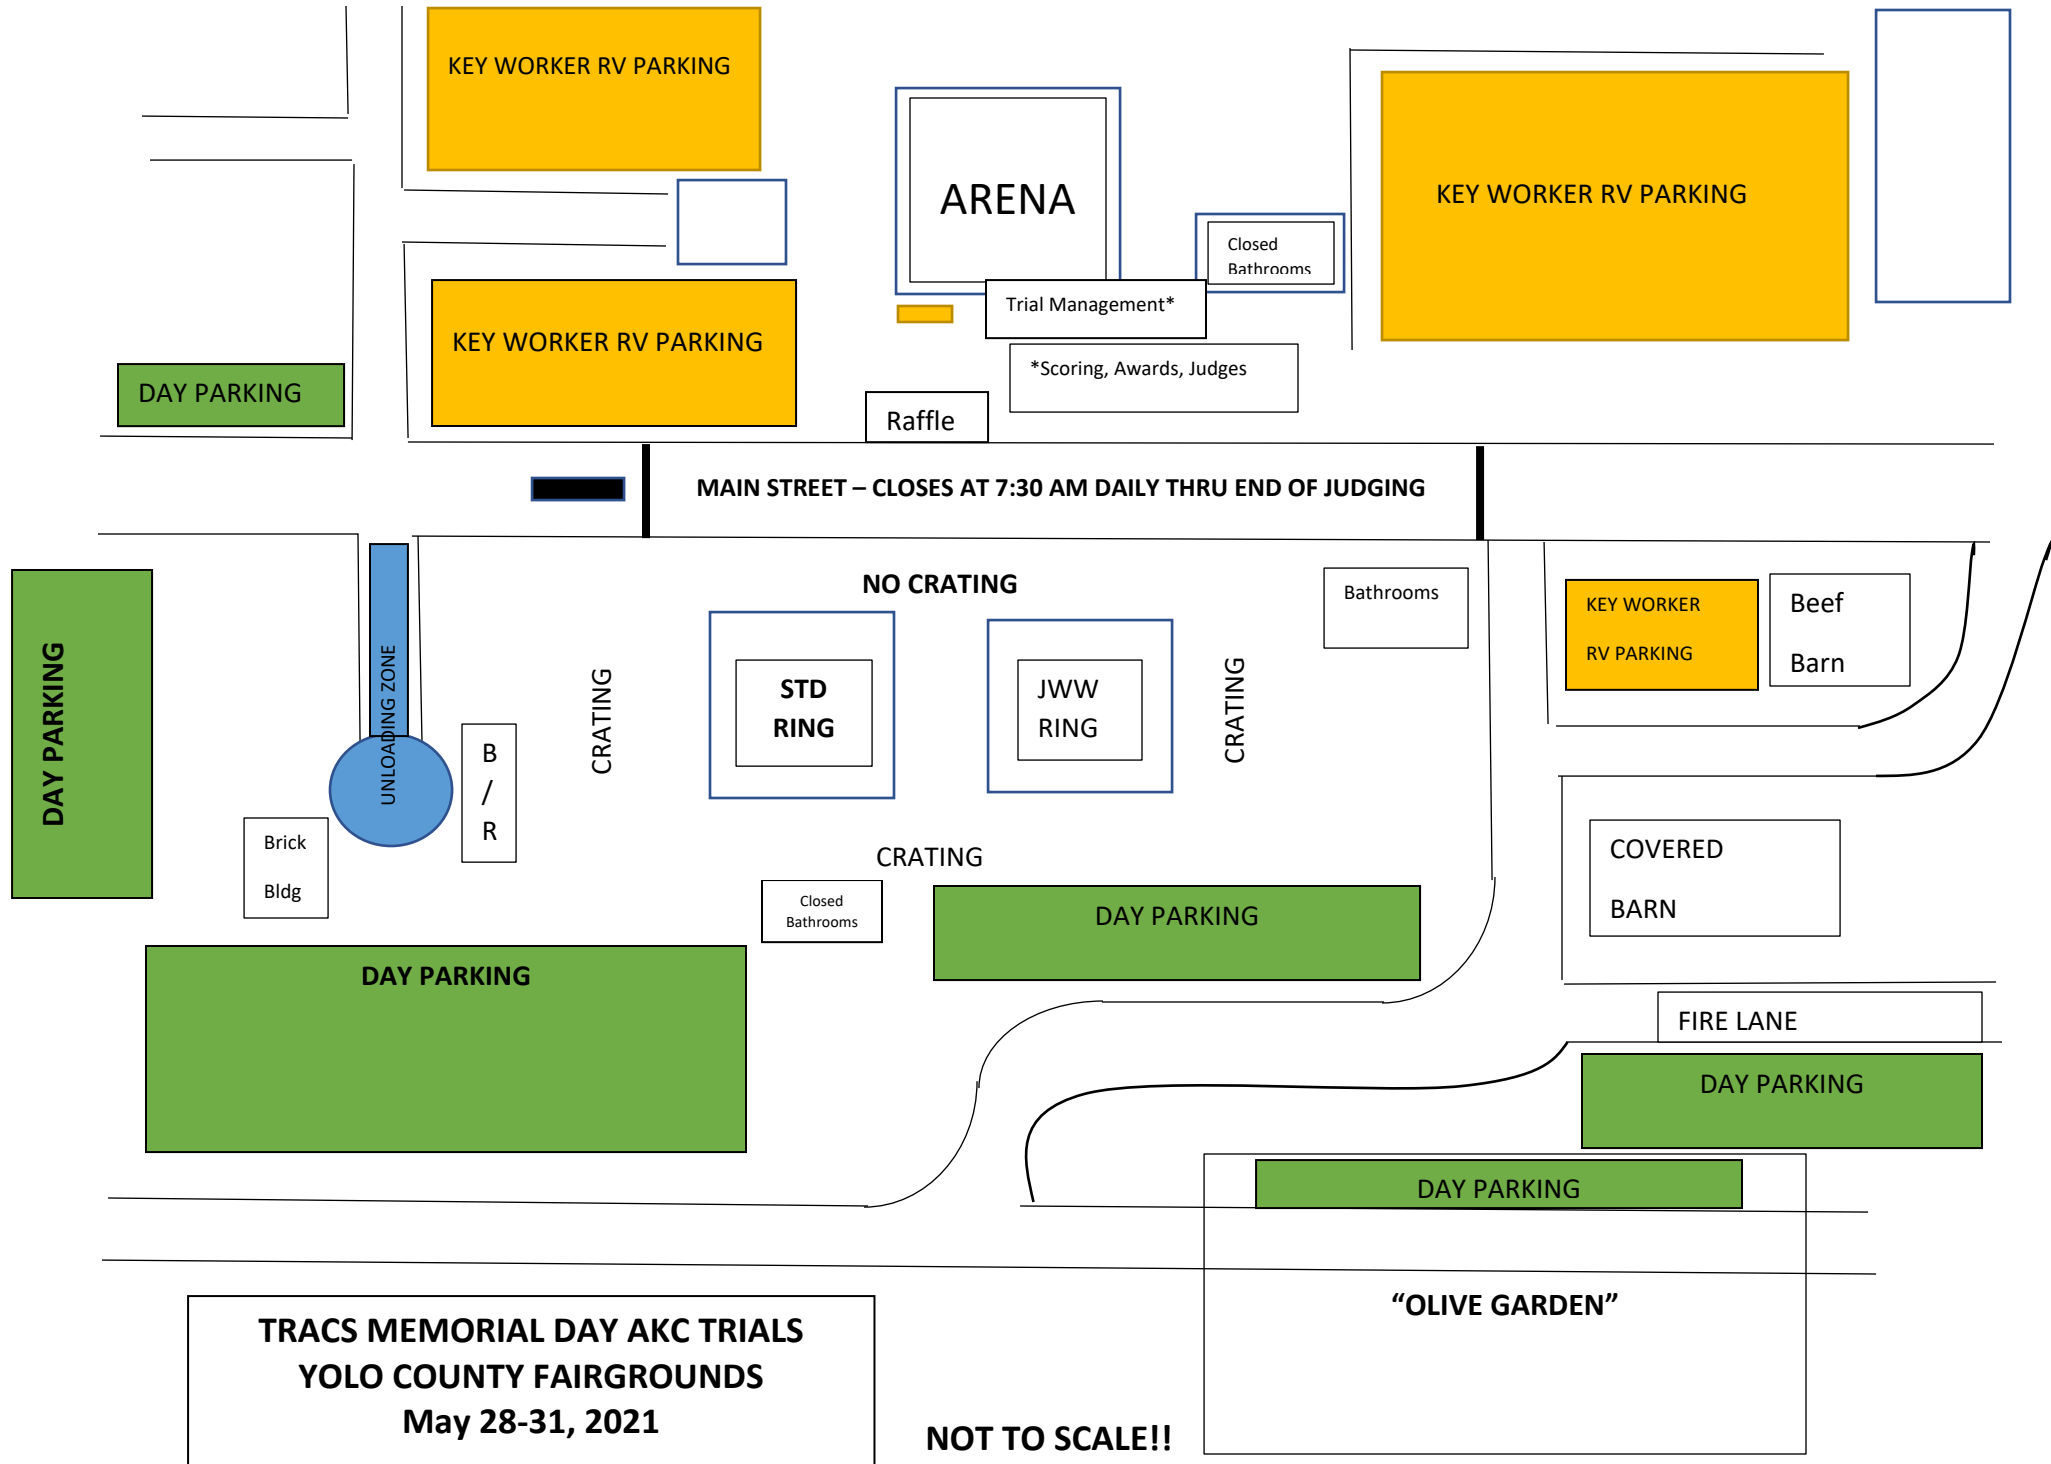 KEY WORKER RV PARKING
ARENA
KEY WORKER RV PARKING
Closed
Bathrooms
Trial Management*
KEY WORKER RV PARKING
*Scoring, Awards, Judges
DAY PARKING
Raffle
MAIN STREET – CLOSES AT 7:30 AM DAILY THRU END OF JUDGING
NO CRATING
Bathrooms
KEY WORKER
RV PARKING
Beef
Barn
DAY PARKING
UNLOADING ZONE
CRATING
STD
RING
JWW
RING
CRATING
B
/
R
Brick
Bldg
CRATING
COVERED
BARN
Closed
Bathrooms
DAY PARKING
DAY PARKING
FIRE LANE
DAY PARKING
DAY PARKING
“OLIVE GARDEN”
TRACS MEMORIAL DAY AKC TRIALS
YOLO COUNTY FAIRGROUNDS
May 28-31, 2021
NOT TO SCALE!!